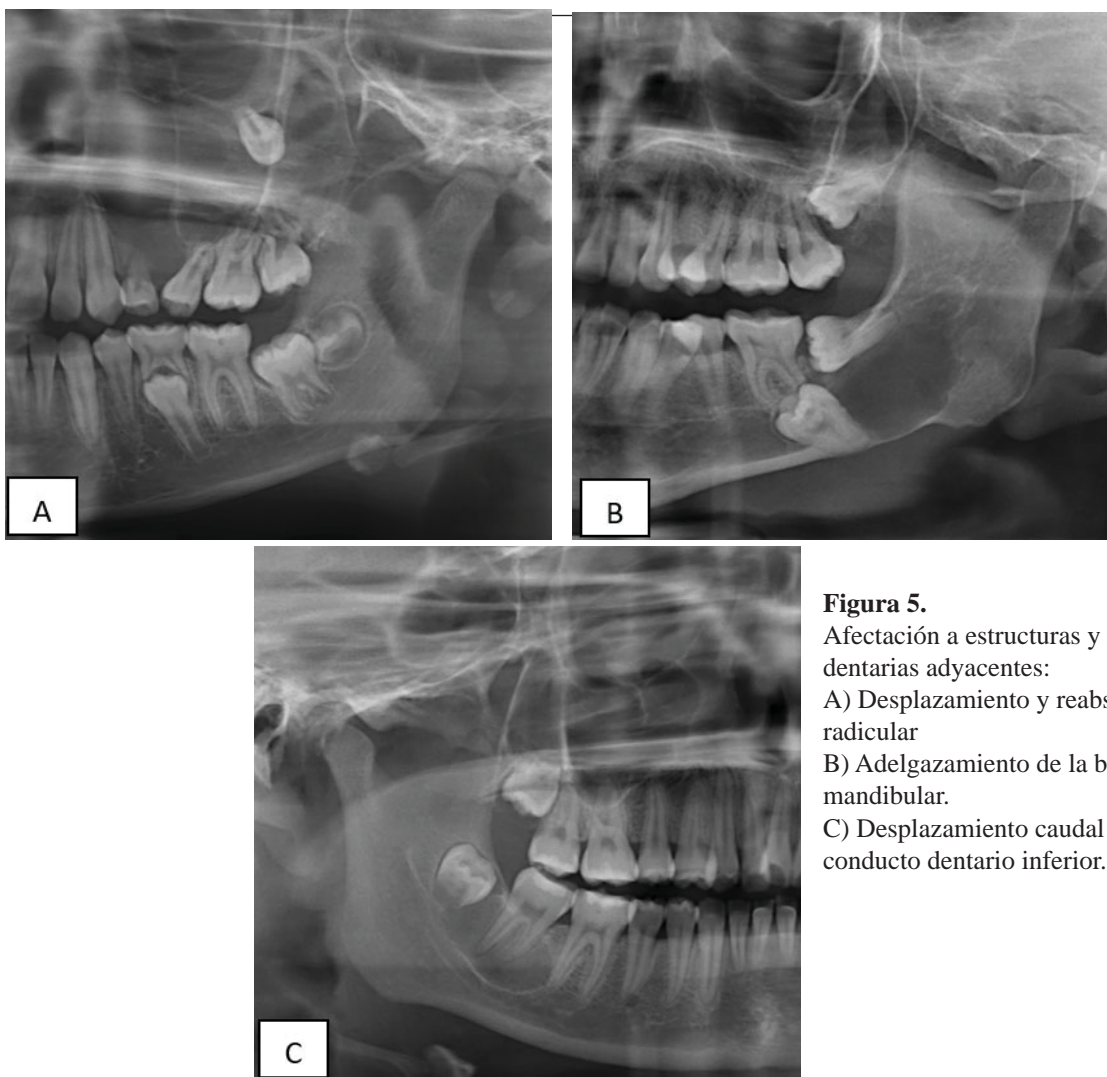 A
B
C
Figura 5.
Afectación a estructuras y
dentarias adyacentes:
A) Desplazamiento y reabs
radicular
B) Adelgazamiento de la b
mandibular.
C) Desplazamiento caudal
conducto dentario inferior.